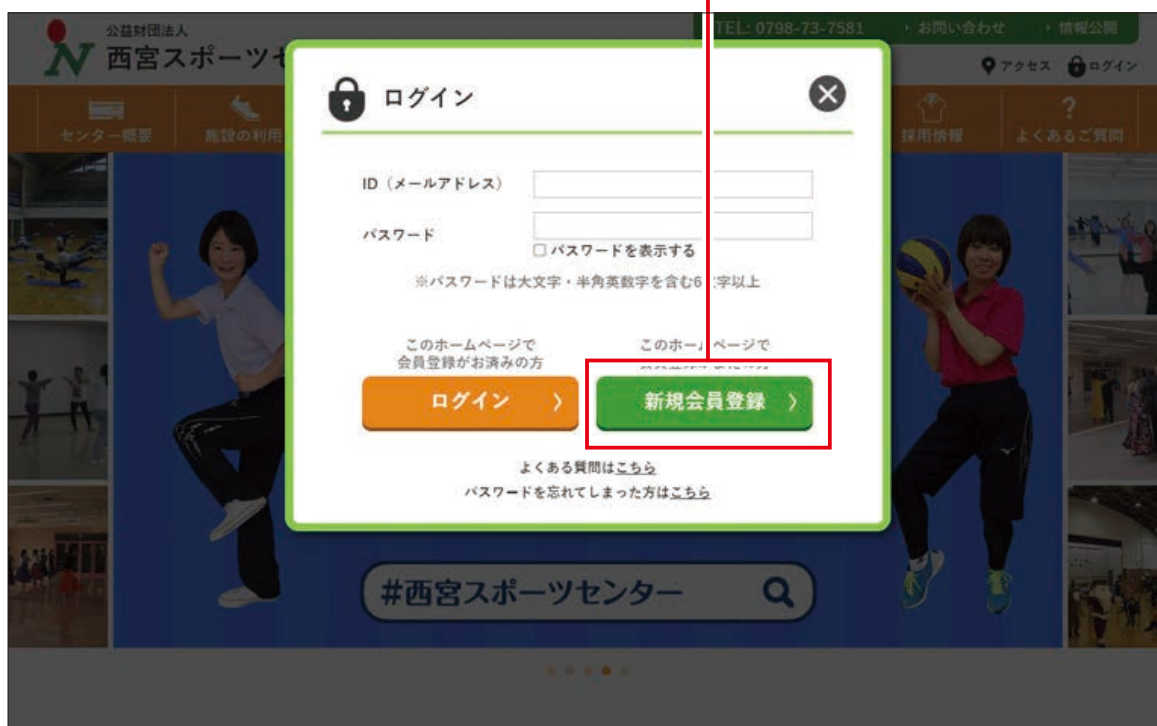 公益財団法人
西宮スポーツセ
TEL: 0798-73-7581
お問い合わせ
情報公開
アクセス
ログイン
センター概要
施設の利用
採用情報
よくあるご質問
ログイン
ID（メールアドレス）
パスワード
パスワードを表示する
※パスワードは大文字・半角英数字を含む6 字以上
このホームページで
会員登録がお済みの方
ログイン
このホー ページで
新規会員登録
よくある質問はこちら
パスワードを忘れてしまった方はこちら
#西宮スポーツセンター